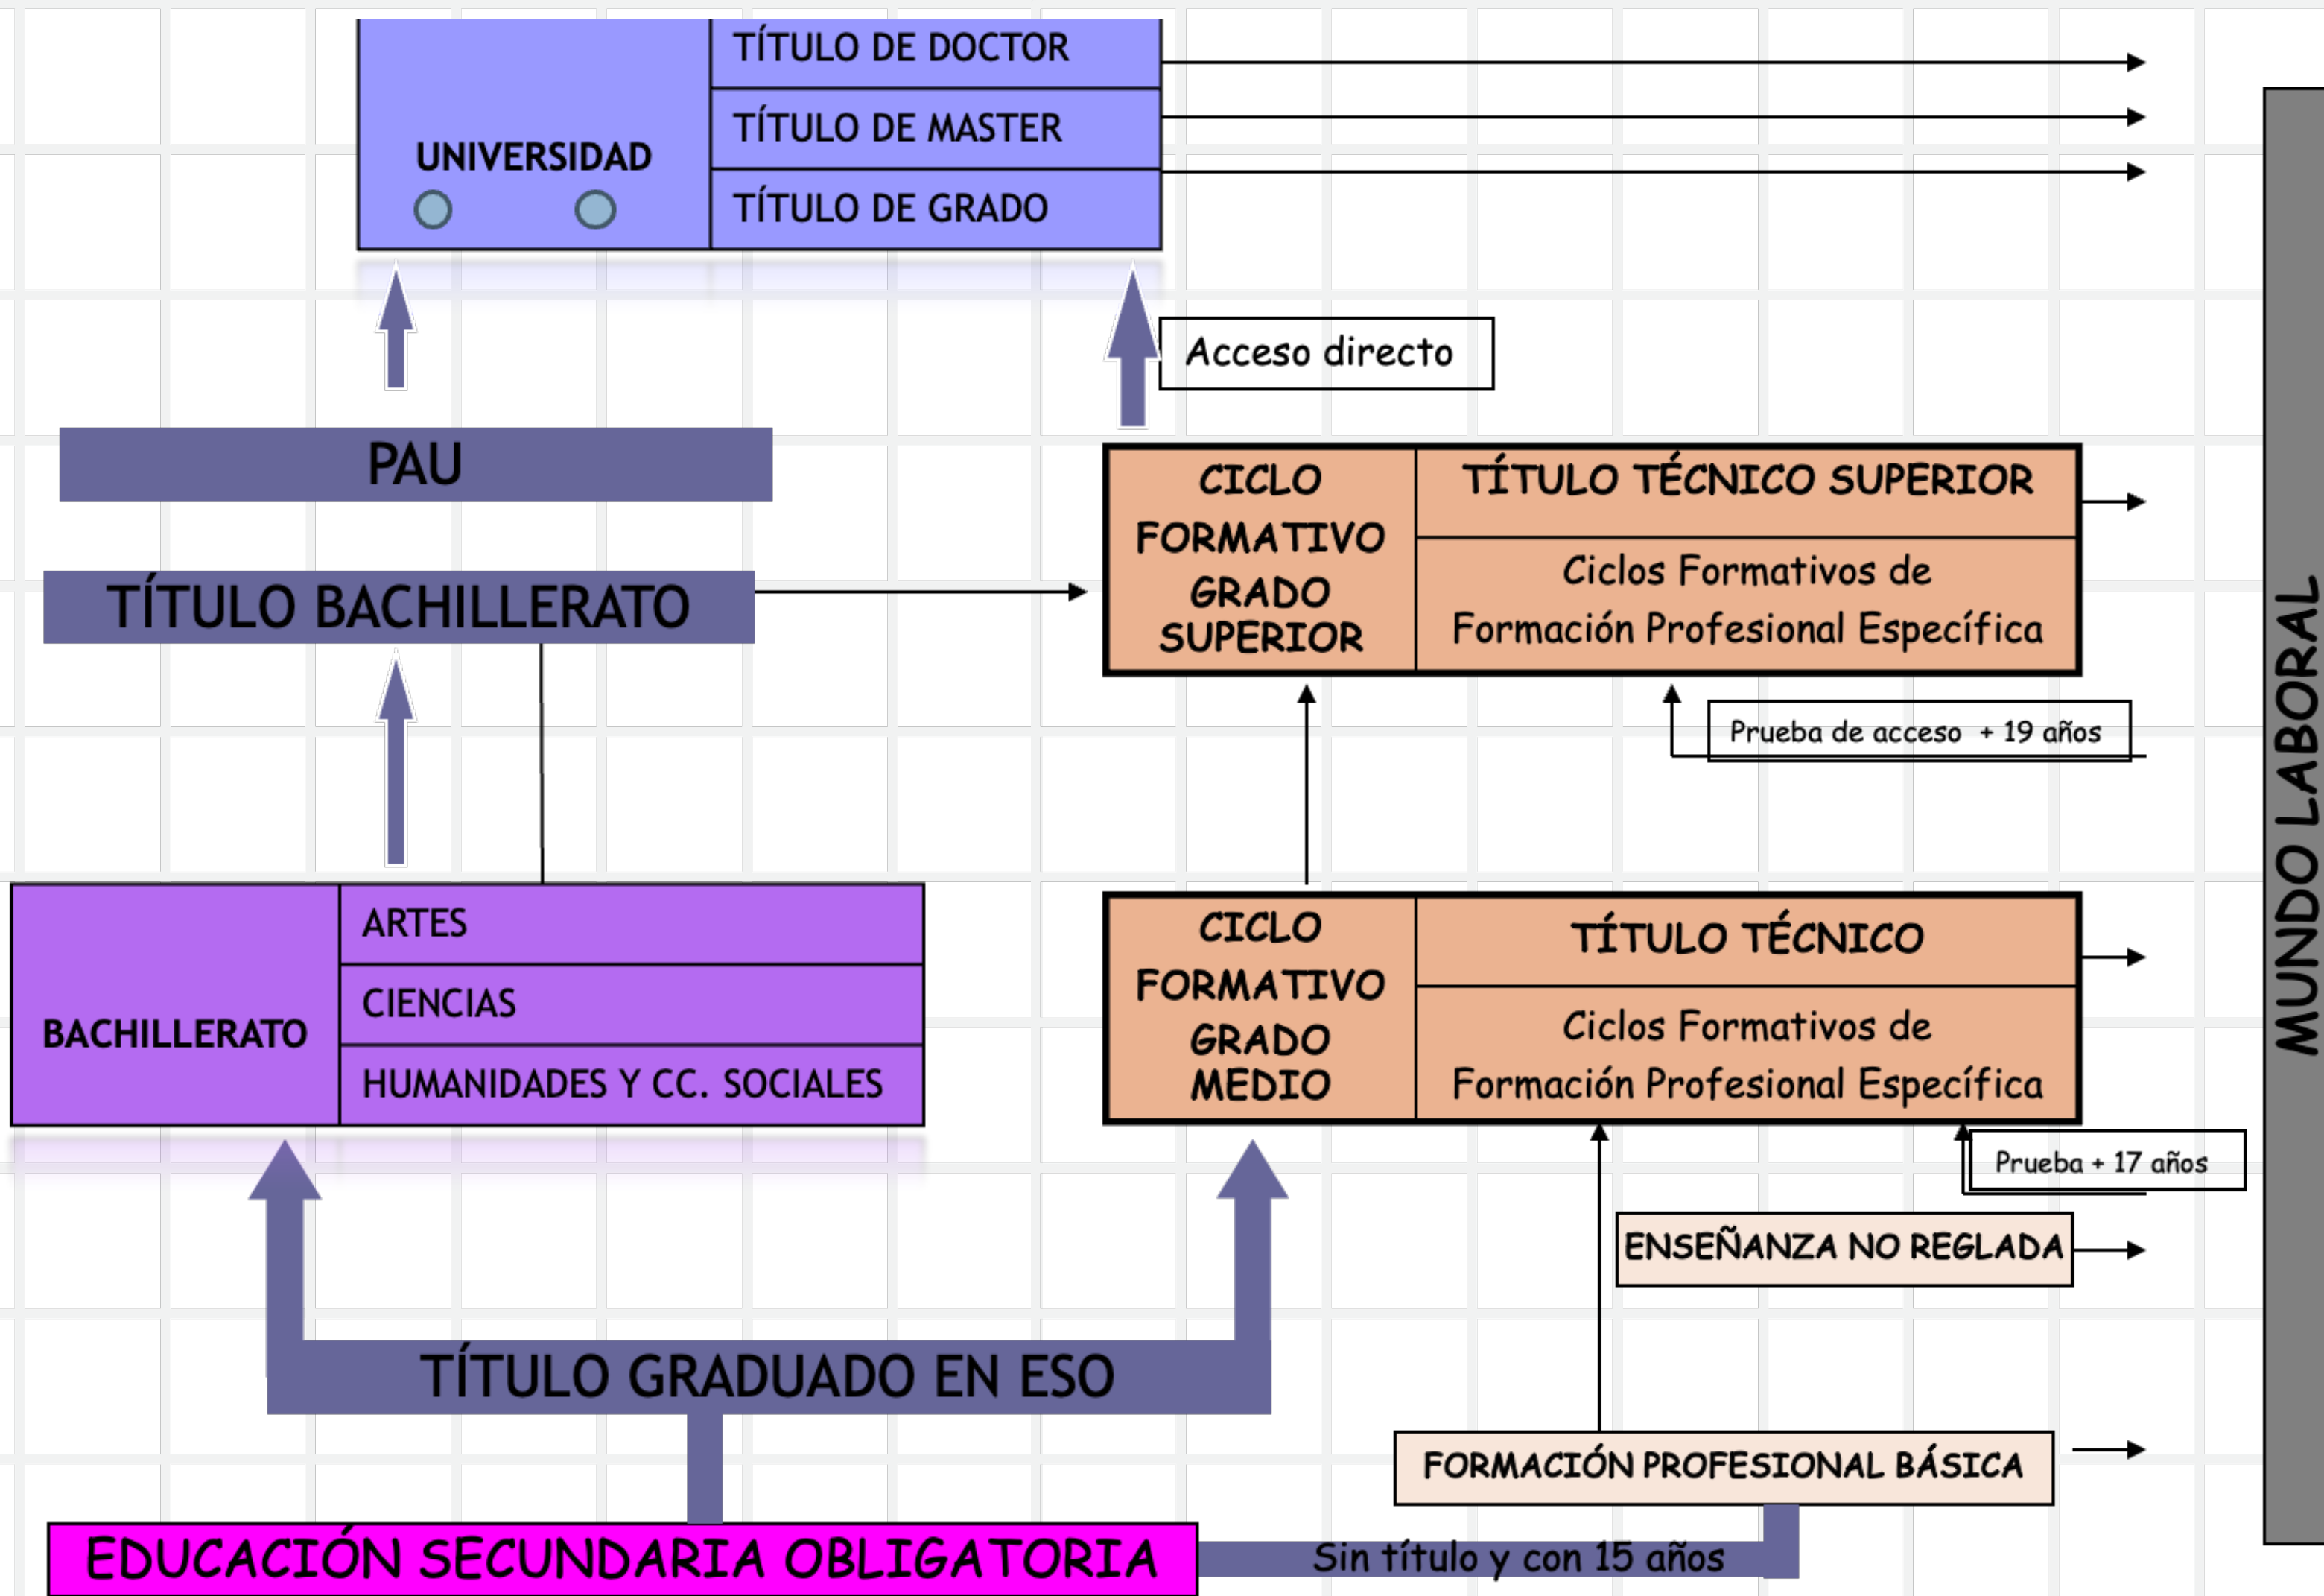 TÍTULO DE DOCTOR
UNIVERSIDAD
TÍTULO DE MASTER
TÍTULO DE GRADO
Acceso directo
PAU
TÍTULO BACHILLERATO
CICLO
FORMATIVO
GRADO
SUPERIOR
TÍTULO TÉCNICO SUPERIOR
Ciclos Formativos de
Formación Profesional Específica
Prueba de acceso + 19 años
MUNDO LABORAL
BACHILLERATO
ARTES
CIENCIAS
HUMANIDADES Y CC. SOCIALES
CICLO
FORMATIVO
GRADO
MEDIO
TÍTULO TÉCNICO
Ciclos Formativos de
Formación Profesional Específica
Prueba + 17 años
ENSEÑANZA NO REGLADA
TÍTULO GRADUADO EN ESO
FORMACIÓN PROFESIONAL BÁSICA
EDUCACIÓN SECUNDARIA OBLIGATORIA
Sin título y con 15 años